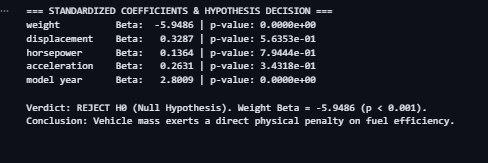 === STANDARDIZED COEFFICIENTS & HYPOTHESIS DECISION ===
weight Beta: -5.9486 | p-value: 0.0000e+00
displacement Beta: 0.3287 | p-value: 5.6353e-01
horsepower Beta: 0.1364 | p-value: 7.9444e-01
acceleration Beta: 0.2631 | p-value: 3.4318e-01
model year Beta: 2.8009 | p-value: 0.0000e+00
Verdict: REJECT H0 (Null Hypothesis). Weight Beta = -5.9486 (p < 0.001).
Conclusion: Vehicle mass exerts a direct physical penalty on fuel efficiency.